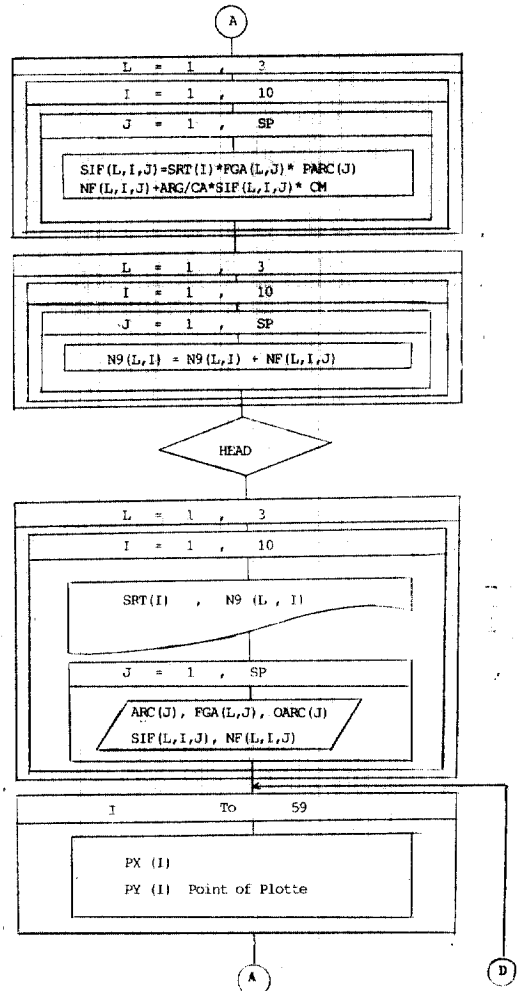 A
L = 1 , 3
I = 1 , 10
J = 1 , SP
SIF(L,I,J)=SRT(I)*FGA(L,J)* PARC(J)
NF(L,I,J)+ARG/CA*SIF(L,I,J)* CM
L = 1 , 3
I = 1 , 10
J = 1 , SP
N9(L,I) = N9(L,I) + NF(L,I,J)
HEAD
L = 1 , 3
I = 1 , 10
SRT(I) , N9 (L , I)
J = 1 , SP
ARC(J), FGA(L,J), OARC(J)
SIF(L,I,J), NF(L,I,J)
I To 59
PX (I)
PY (I) Point of Plotte
A
D